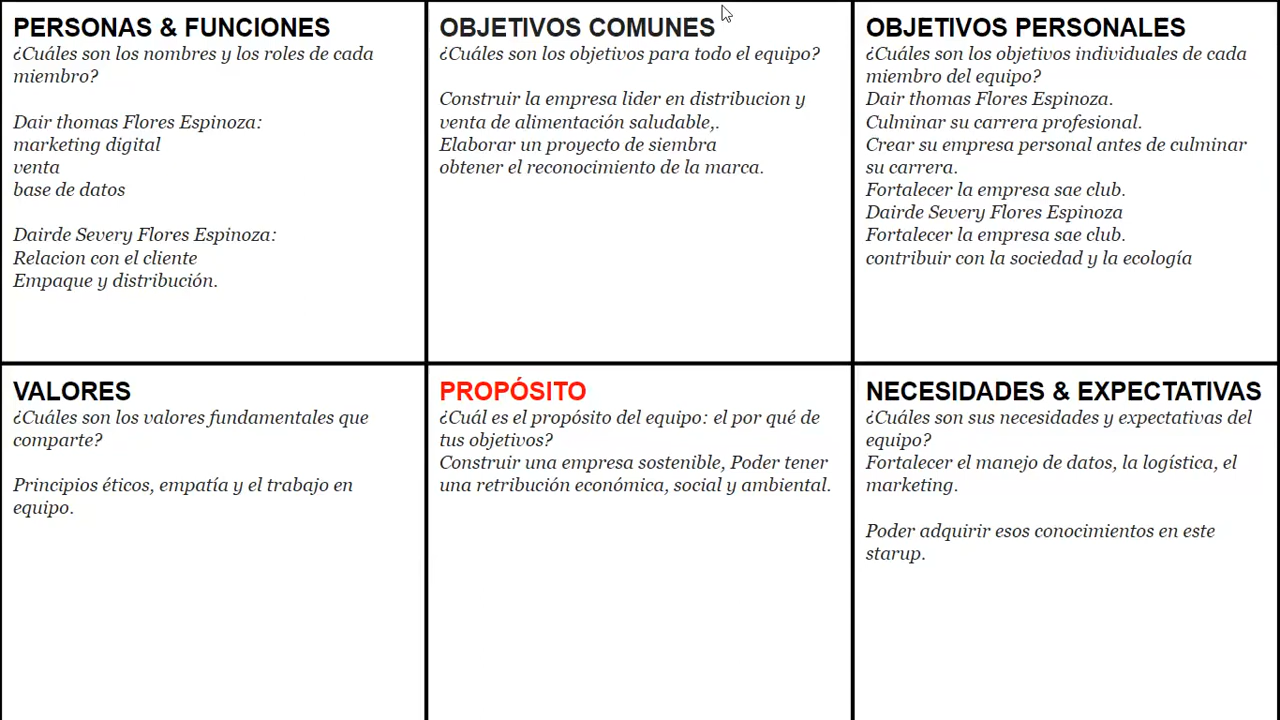 PERSONAS & FUNCIONES
¿Cuáles son los nombres y los roles de cada
miembro?
Dair thomas Flores Espinoza:
marketing digital
venta
base de datos
Dairde Severy Flores Espinoza:
Relacion con el cliente
Empaque y distribución.
OBJETIVOS COMUNES
¿Cuáles son los objetivos para todo el equipo?
Construir la empresa lider en distribucion y
venta de alimentación saludable,.
Elaborar un proyecto de siembra
obtener el reconocimiento de la marca.
OBJETIVOS PERSONALES
¿Cuáles son los objetivos individuales de cada
miembro del equipo?
Dair thomas Flores Espinoza.
Culminar su carrera profesional.
Crear su empresa personal antes de culminar
su carrera.
Fortalecer la empresa sae club.
Dairde Severy Flores Espinoza
Fortalecer la empresa sae club.
contribuir con la sociedad y la ecología
VALORES
¿Cuáles son los valores fundamentales que
comparte?
Principios éticos, empatía y el trabajo en
equipo.
PROPÓSITO
¿Cuál es el propósito del equipo: el por qué de
tus objetivos?
Construir una empresa sostenible, Poder tener
una retribución económica, social y ambiental.
NECESIDADES & EXPECTATIVAS
¿Cuáles son sus necesidades y expectativas del
equipo?
Fortalecer el manejo de datos, la logística, el
marketing.
Poder adquirir esos conocimientos en este
starup.